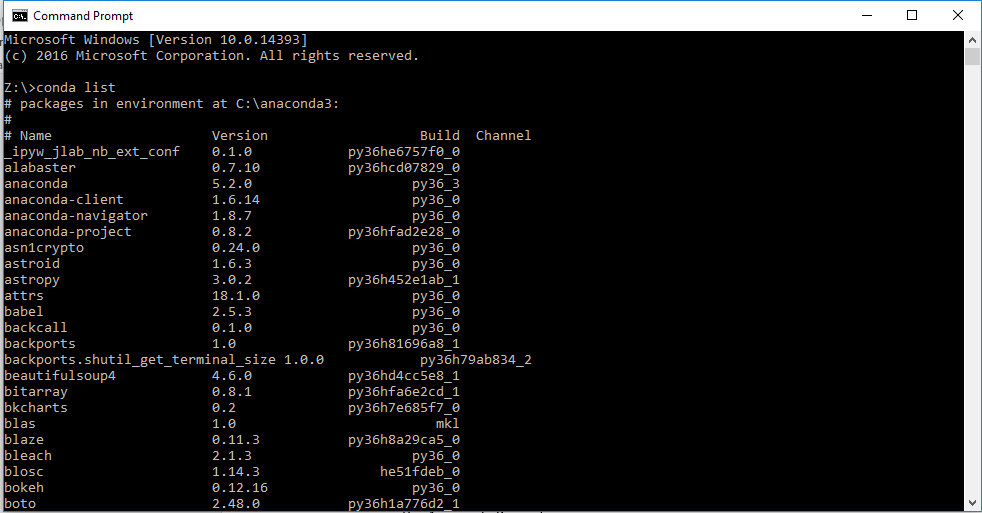 Command Prompt
Microsoft Windows [Version 10.0.14393]
(c) 2016 Microsoft Corporation. All rights reserved.
Z:\>conda list
# packages in environment at C:\anaconda3:
#
# Name                    Version                   Build  Channel
_ipyw_jlab_nb_ext_conf    0.1.0            py36he6757f0_0
alabaster                 0.7.10           py36hcd07829_0
anaconda                  5.2.0                    py36_3
anaconda-client           1.6.14                   py36_0
anaconda-navigator        1.8.7                    py36_0
anaconda-project          0.8.2            py36hfad2e28_0
asn1crypto                0.24.0                   py36_0
astroid                   1.6.3                    py36_0
astropy                   3.0.2            py36h452e1ab_1
attrs                     18.1.0                   py36_0
babel                     2.5.3                    py36_0
backcall                  0.1.0                    py36_0
backports                 1.0              py36h81696a8_1
backports.shutil_get_terminal_size 1.0.0            py36h79ab834_2
beautifulsoup4            4.6.0            py36hd4cc5e8_1
bitarray                  0.8.1            py36hfa6e2cd_1
bkcharts                  0.2              py36h7e685f7_0
blas                      1.0                         mkl
blaze                     0.11.3           py36h8a29ca5_0
bleach                    2.1.3                    py36_0
blosc                     1.14.3               he51fdeb_0
bokeh                     0.12.16                  py36_0
boto                      2.48.0           py36h1a776d2_1